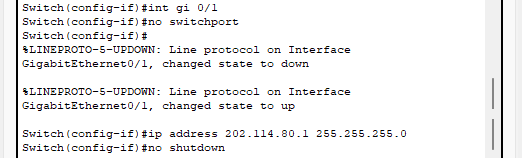 Switch(config-if)#int gi 0/1
Switch(config-if)#no switchport
Switch(config-if)#
%LINEPROTO-5-UPDOWN: Line protocol on Interface
GigabitEthernet0/1, changed state to down

%LINEPROTO-5-UPDOWN: Line protocol on Interface
GigabitEthernet0/1, changed state to up

Switch(config-if)#ip address 202.114.80.1 255.255.255.0
Switch(config-if)#no shutdown